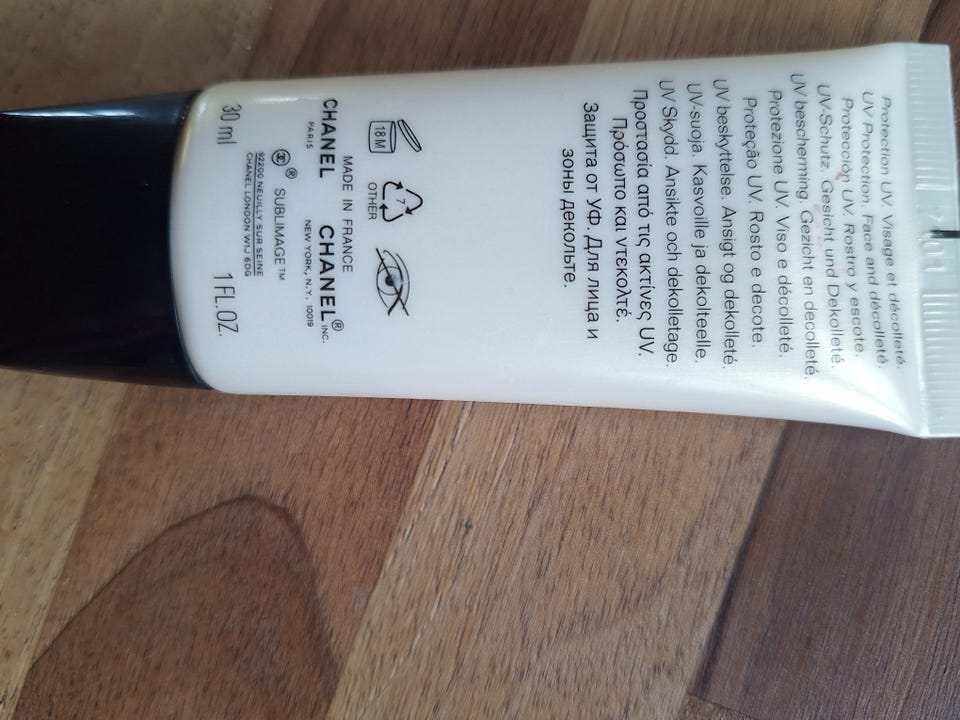 Protection UV. Visage et décolleté.
UV Protection. Face and décolleté.
Protección UV. Rostro y escote.
UV-Schutz. Gesicht und Dekolleté.
UV bescherming. Gezicht en decolleté.
Protezione UV. Viso e décolleté.
Proteção UV. Rosto e decote.
UV beskyttelse. Ansigt og dekolleté.
UV-suoja. Kasvoille ja dekolteelle.
UV Skydd. Ansikte och dekolletage.
Προστασία από τις ακτίνες UV.
Πρόσωπο και ντεκολτέ.
Защита от УФ. Для лица и
зоны декольте.
18M
7
OTHER
MADE IN FRANCE
CHANEL CHANEL® INC.
PARIS NEW YORK, N.Y. 10019
® SUBLIMAGE™
92200 NEUILLY SUR SEINE
CHANEL LONDON W1J 6DG
30 ml 1 FL.OZ.